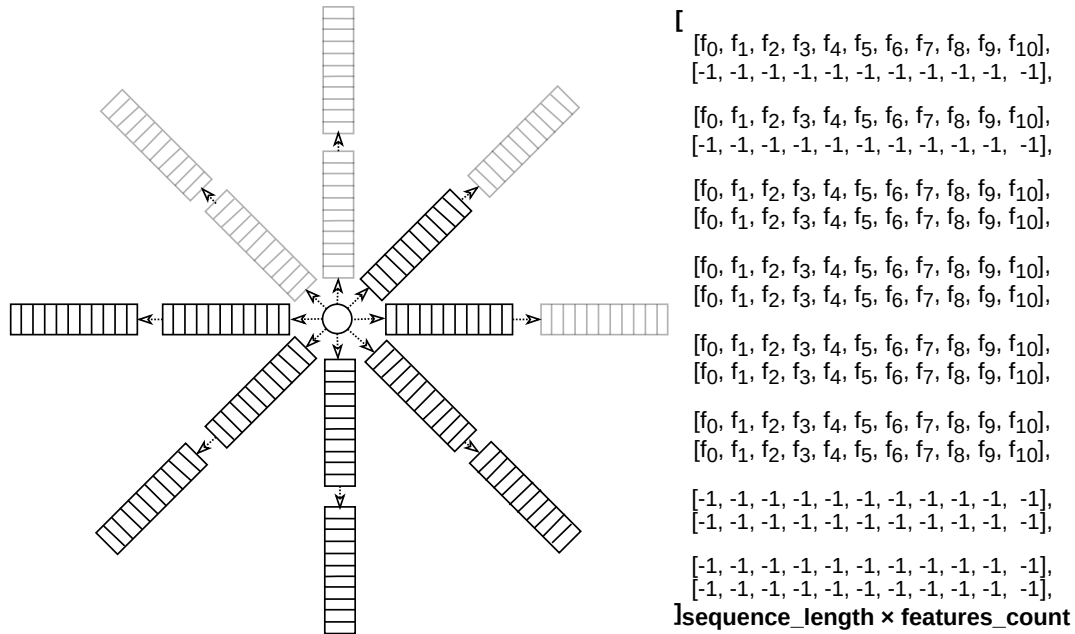 [
[f₀, f₁, f₂, f₃, f₄, f₅, f₆, f₇, f₈, f₉, f₁₀],
[-1, -1, -1, -1, -1, -1, -1, -1, -1, -1],
[f₀, f₁, f₂, f₃, f₄, f₅, f₆, f₇, f₈, f₉, f₁₀],
[-1, -1, -1, -1, -1, -1, -1, -1, -1, -1, -1],
[f₀, f₁, f₂, f₃, f₄, f₅, f₆, f₇, f₈, f₉, f₁₀],
[f₀, f₁, f₂, f₃, f₄, f₅, f₆, f₇, f₈, f₉, f₁₀],
[f₀, f₁, f₂, f₃, f₄, f₅, f₆, f₇, f₈, f₉, f₁₀],
[f₀, f₁, f₂, f₃, f₄, f₅, f₆, f₇, f₈, f₉, f₁₀],
[f₀, f₁, f₂, f₃, f₄, f₅, f₆, f₇, f₈, f₉, f₁₀],
[f₀, f₁, f₂, f₃, f₄, f₅, f₆, f₇, f₈, f₉, f₁₀],
[f₀, f₁, f₂, f₃, f₄, f₅, f₆, f₇, f₈, f₉, f₁₀],
[f₀, f₁, f₂, f₃, f₄, f₅, f₆, f₇, f₈, f₉, f₁₀],
[-1, -1, -1, -1, -1, -1, -1, -1, -1, -1, -1],
[-1, -1, -1, -1, -1, -1, -1, -1, -1, -1, -1],
[-1, -1, -1, -1, -1, -1, -1, -1, -1, -1, -1],
[-1, -1, -1, -1, -1, -1, -1, -1, -1, -1, -1],
]sequence_length × features_count